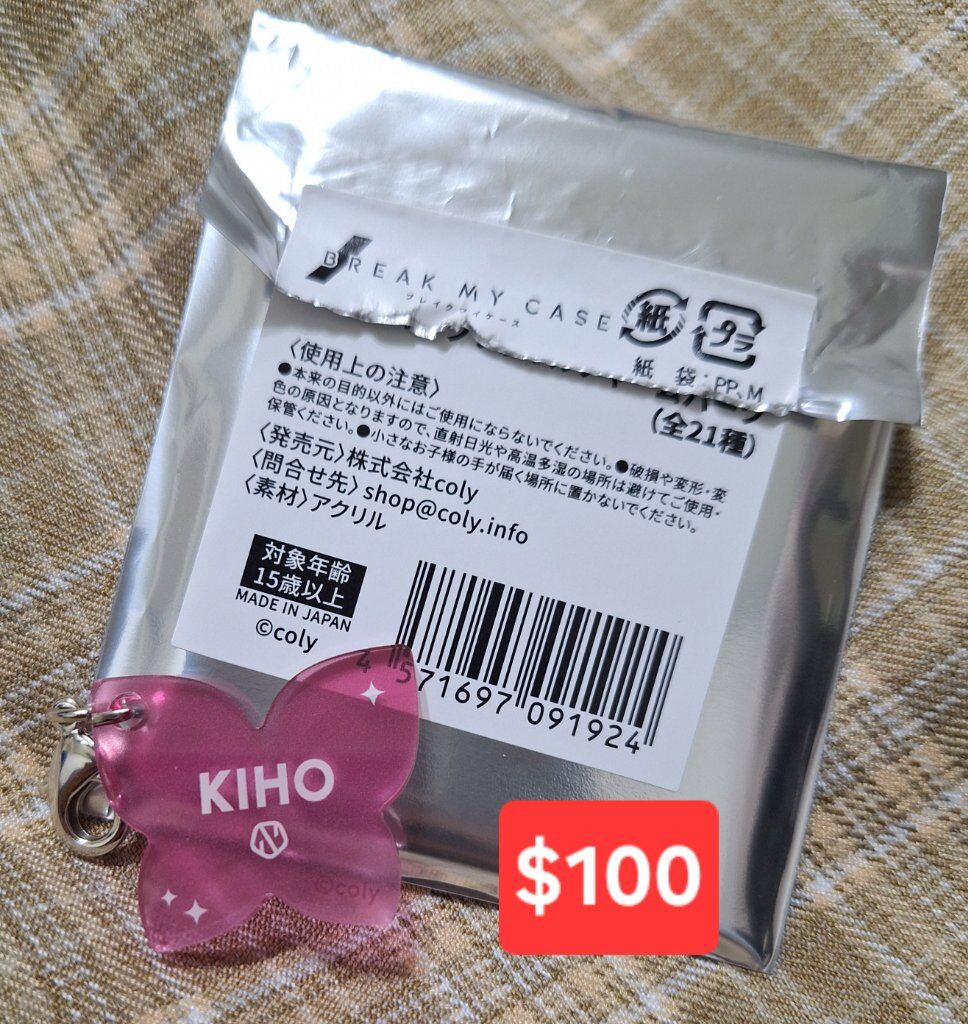 BREAK MY CASE
ブレイクマイケース
紙
プラ
紙 袋:PP、M
(全21種)
〈使用上の注意〉
●本来の目的以外にはご使用にならないでください。●破損や変形・変
色の原因となりますので、直射日光や高温多湿の場所は避けてご使用・
保管ください。●小さなお子様の手が届く場所に置かないでください。
〈発売元〉株式会社coly
〈問合せ先〉shop@coly.info
〈素材〉アクリル
対象年齢
15歳以上
MADE IN JAPAN
©coly
4 571697 091924
KIHO
©coly
$100